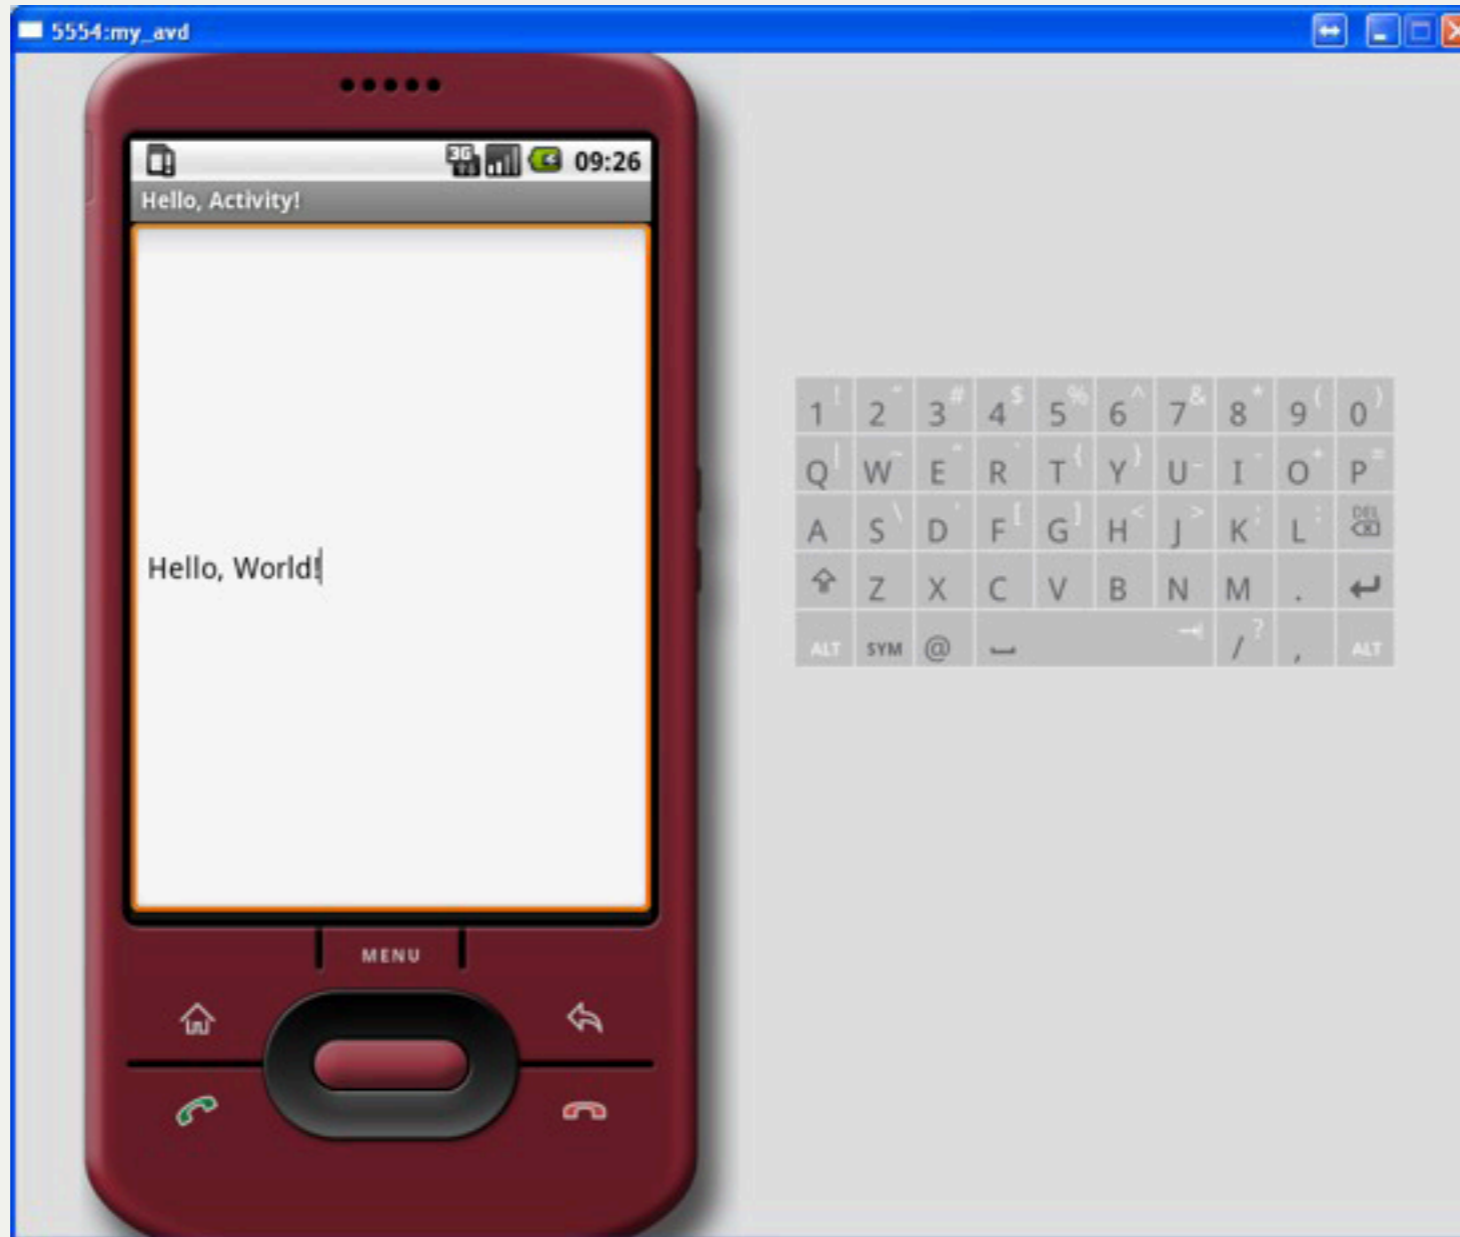 5554:my_avd
3G 09:26
Hello, Activity!
Hello, World!
MENU
1 ! 2 3 # 4 $ 5 % 6 ^ 7 & 8 * 9 ( 0 )
Q | W ~ E R T { Y } U _ I - O + P =
A S \ D ' F [ G ] H < J > K ; L : DEL
Z X C V B N M .
ALT SYM @ / ? , ALT